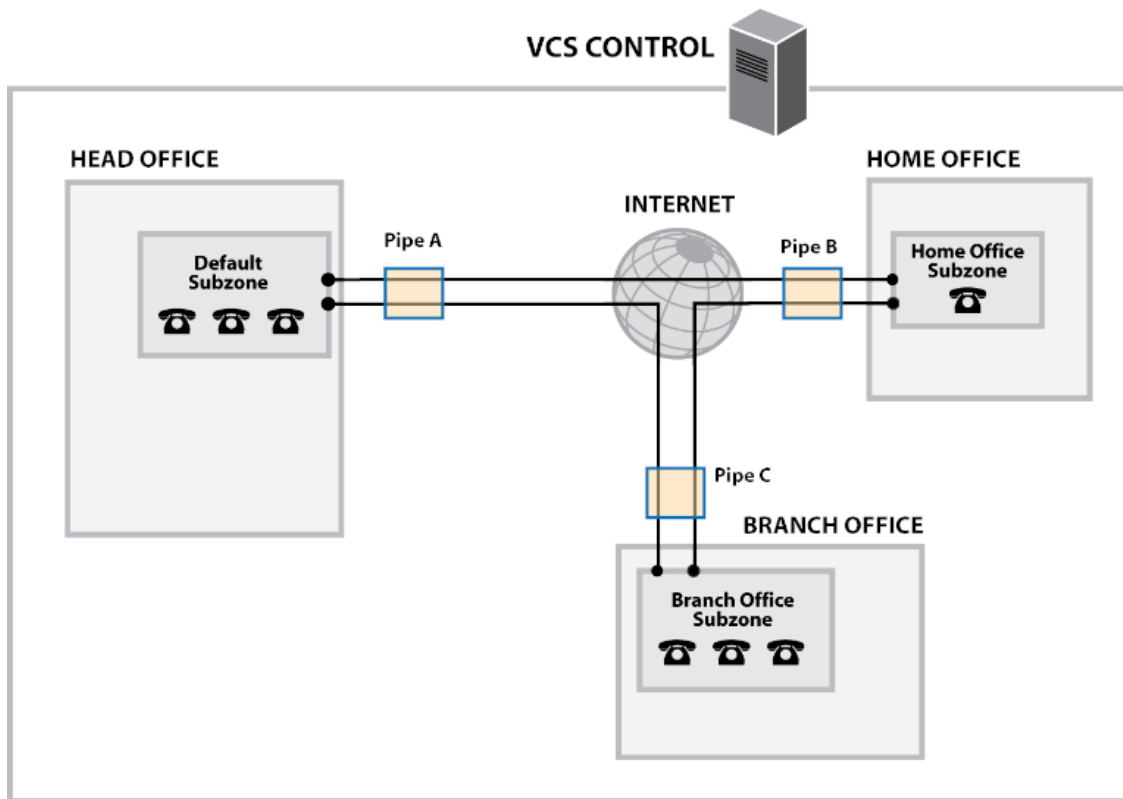 VCS CONTROL
HEAD OFFICE
HOME OFFICE
INTERNET
Pipe A
Pipe B
Default
Subzone
Home Office
Subzone
Pipe C
BRANCH OFFICE
Branch Office
Subzone